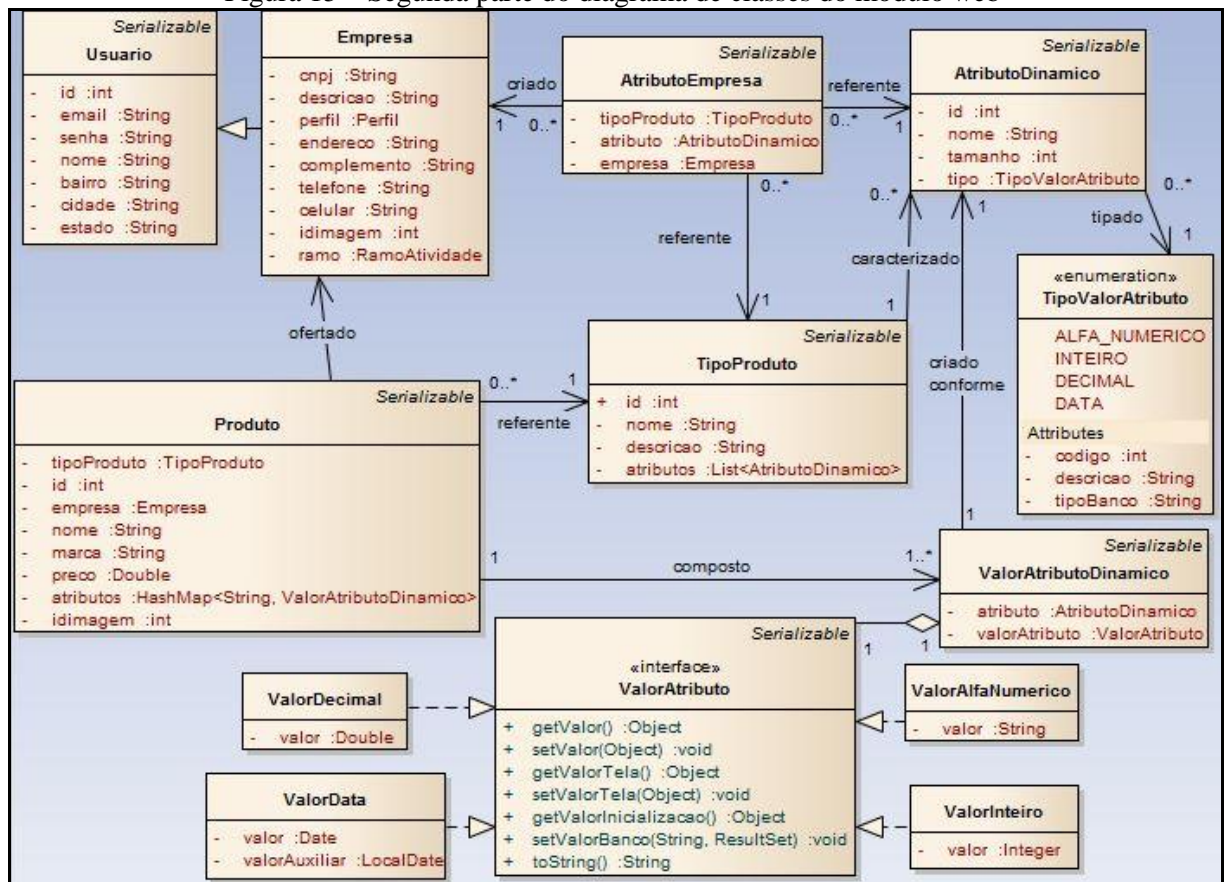 Figura 15 – Segunda parte do diagrama de classes do módulo web
Serializable
Usuario
- id :int
- email :String
- senha :String
- nome :String
- bairro :String
- cidade :String
- estado :String
Empresa
- cnpj :String
- descricao :String
- perfil :Perfil
- endereco :String
- complemento :String
- telefone :String
- celular :String
- idimagem :int
- ramo :RamoAtividade
criado
1
0..*
Serializable
AtributoEmpresa
- tipoProduto :TipoProduto
- atributo :AtributoDinamico
- empresa :Empresa
referente
0..*
1
Serializable
AtributoDinamico
- id :int
- nome :String
- tamanho :int
- tipo :TipoValorAtributo
0..*
tipado
1
0..*
referente
1
0..*
caracterizado
1
1
criado
conforme
1
«enumeration»
TipoValorAtributo
ALFA_NUMERICO
INTEIRO
DECIMAL
DATA
Attributes
- codigo :int
- descricao :String
- tipoBanco :String
ofertado
Serializable
Produto
- tipoProduto :TipoProduto
- id :int
- empresa :Empresa
- nome :String
- marca :String
- preco :Double
- atributos :HashMap<String, ValorAtributoDinamico>
- idimagem :int
0..*
1
referente
Serializable
TipoProduto
+ id :int
- nome :String
- descricao :String
- atributos :List<AtributoDinamico>
1
composto
1..*
Serializable
ValorAtributoDinamico
- atributo :AtributoDinamico
- valorAtributo :ValorAtributo
1
1
Serializable
«interface»
ValorAtributo
+ getValor() :Object
+ setValor(Object) :void
+ getValorTela() :Object
+ setValorTela(Object) :void
+ getValorInicializacao() :Object
+ setValorBanco(String, ResultSet) :void
+ toString() :String
ValorDecimal
- valor :Double
ValorData
- valor :Date
- valorAuxiliar :LocalDate
ValorAlfaNumerico
- valor :String
ValorInteiro
- valor :Integer